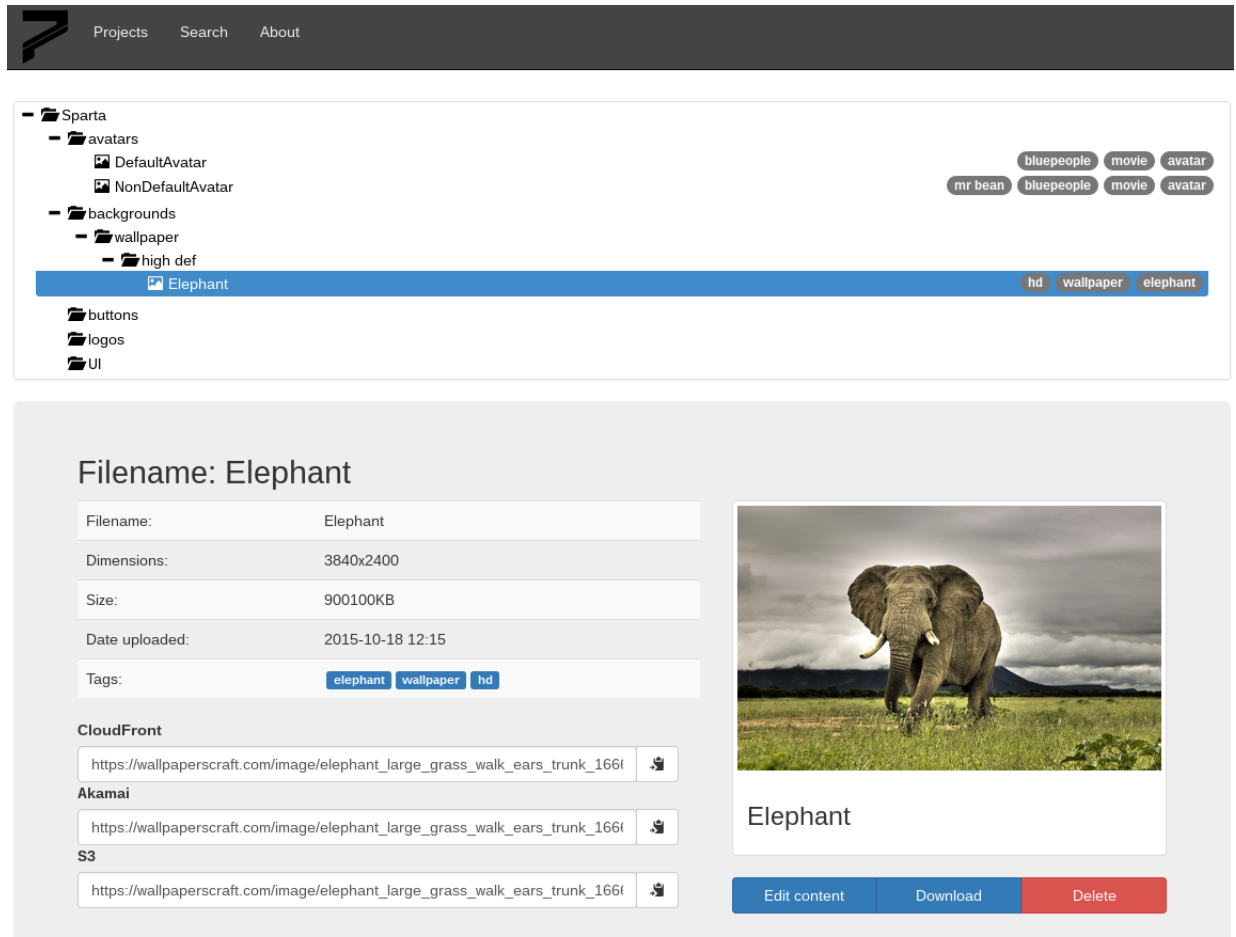 Projects Search About
Sparta
avatars
DefaultAvatar bluepeople movie avatar
NonDefaultAvatar mr bean bluepeople movie avatar
backgrounds
wallpaper
high def
Elephant hd wallpaper elephant
buttons
logos
UI
Filename: Elephant
Filename: Elephant
Dimensions: 3840x2400
Size: 900100KB
Date uploaded: 2015-10-18 12:15
Tags: elephant wallpaper hd
CloudFront
https://wallpaperscraft.com/image/elephant_large_grass_walk_ears_trunk_1666
Akamai
https://wallpaperscraft.com/image/elephant_large_grass_walk_ears_trunk_1666
S3
https://wallpaperscraft.com/image/elephant_large_grass_walk_ears_trunk_1666
Elephant
Edit content Download Delete